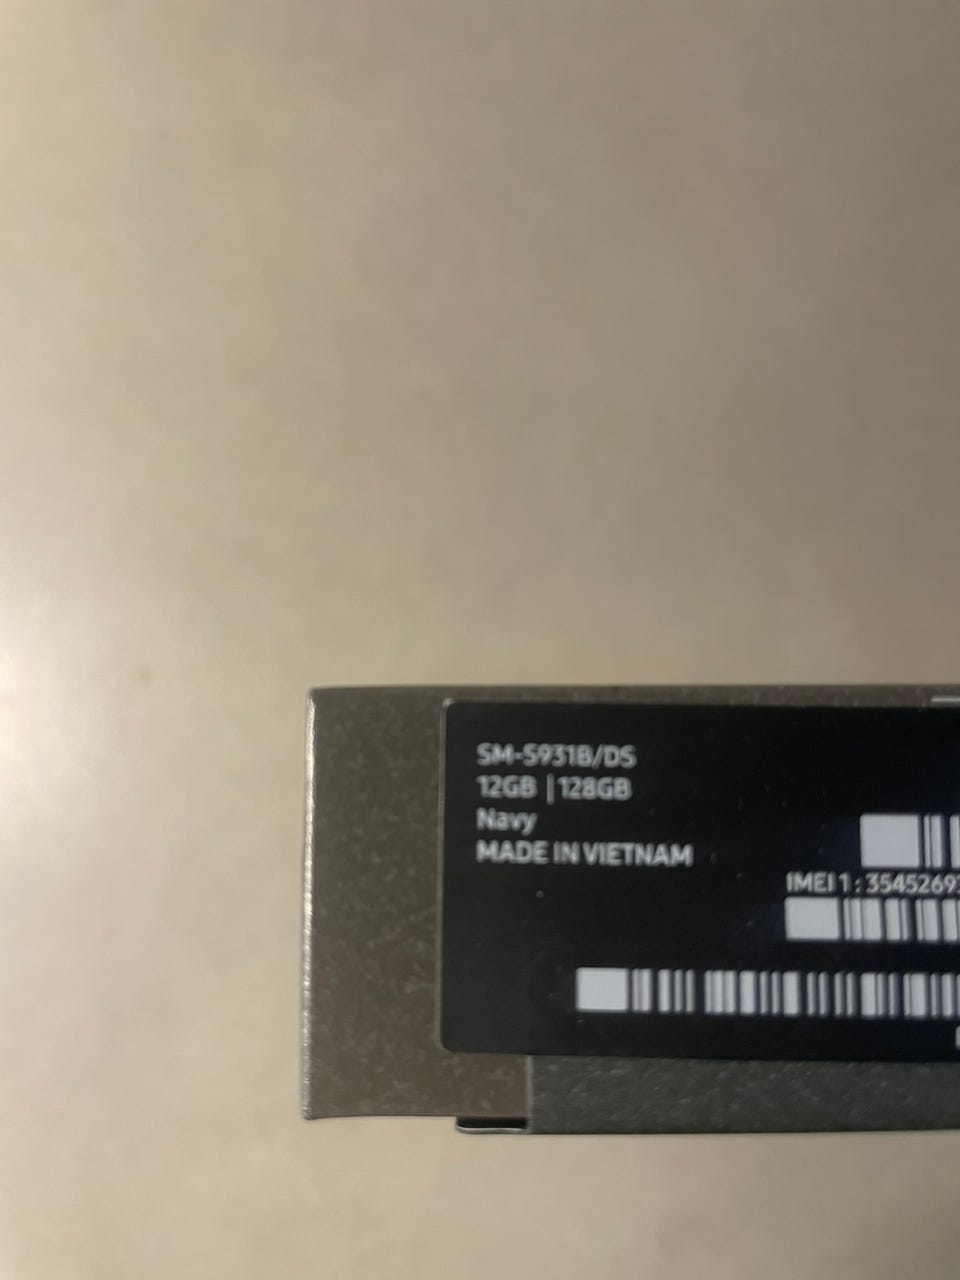 SM-S931B/DS
12GB | 128GB
Navy
MADE IN VIETNAM
IMEI 1 : 35452693